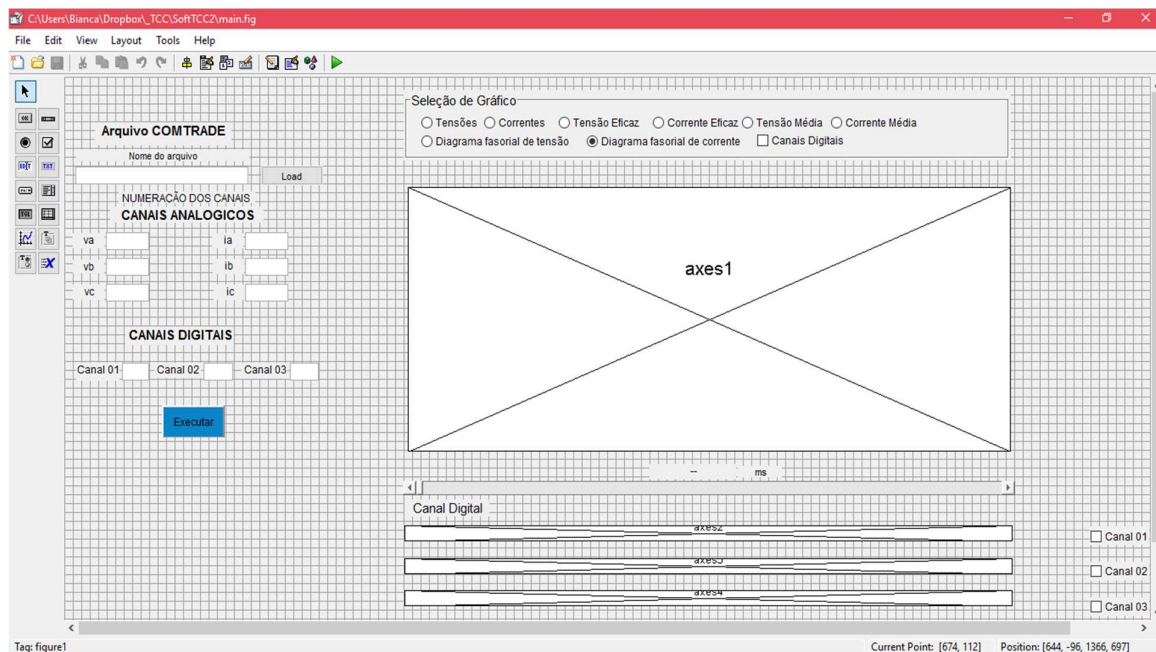 C:\Users\Bianca\Dropbox\_TCC\SoftTCC2\main.fig
File Edit View Layout Tools Help
Seleção de Gráfico
Tensões Correntes Tensão Eficaz Corrente Eficaz Tensão Média Corrente Média
Diagrama fasorial de tensão Diagrama fasorial de corrente Canais Digitais
Arquivo COMTRADE
Nome do arquivo
Load
NUMERAÇÃO DOS CANAIS
CANAIS ANALOGICOS
va ia
vb ib
vc ic
CANAIS DIGITAIS
Canal 01 Canal 02 Canal 03
Executar
axes1
-- ms
Canal Digital
axes2
Canal 01
axes3
Canal 02
axes4
Canal 03
Tag: figure1 Current Point: [674, 112] Position: [644, -96, 1366, 697]